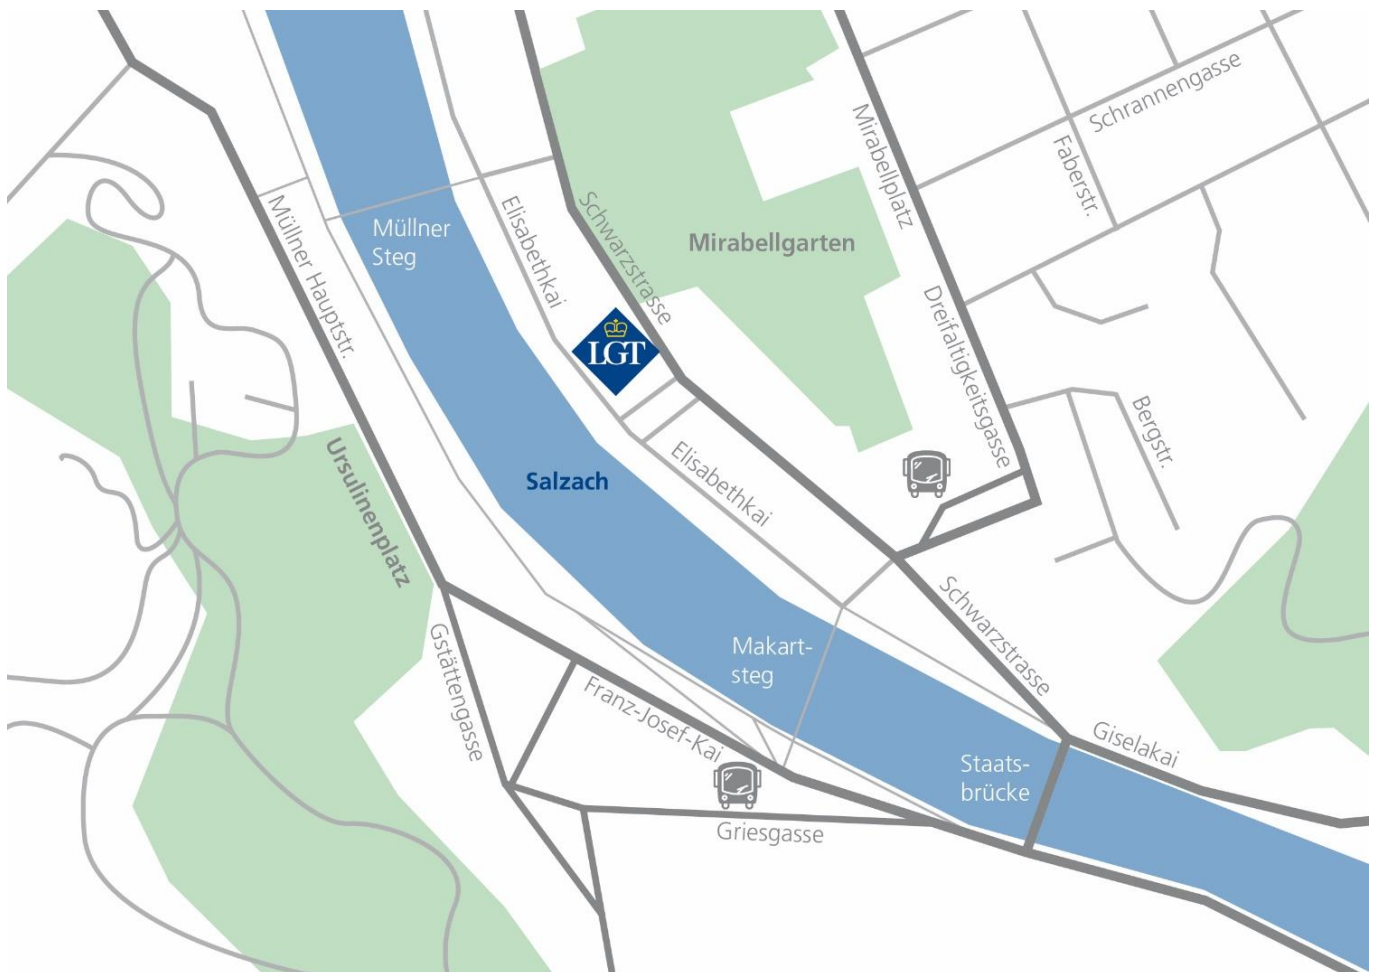 Schrannengasse
Mirabellplatz
Faberstr.
Müllner Hauptstr.
Müllner
Steg
Elisabethkai
Schwarzstrasse
Mirabellgarten
Dreifaltigkeitsgasse
LGT
Bergstr.
Ursulinenplatz
Salzach
Elisabethkai
Schwarzstrasse
Gstättengasse
Makart-
steg
Franz-Josef-Kai
Giselakai
Staats-
brücke
Griesgasse